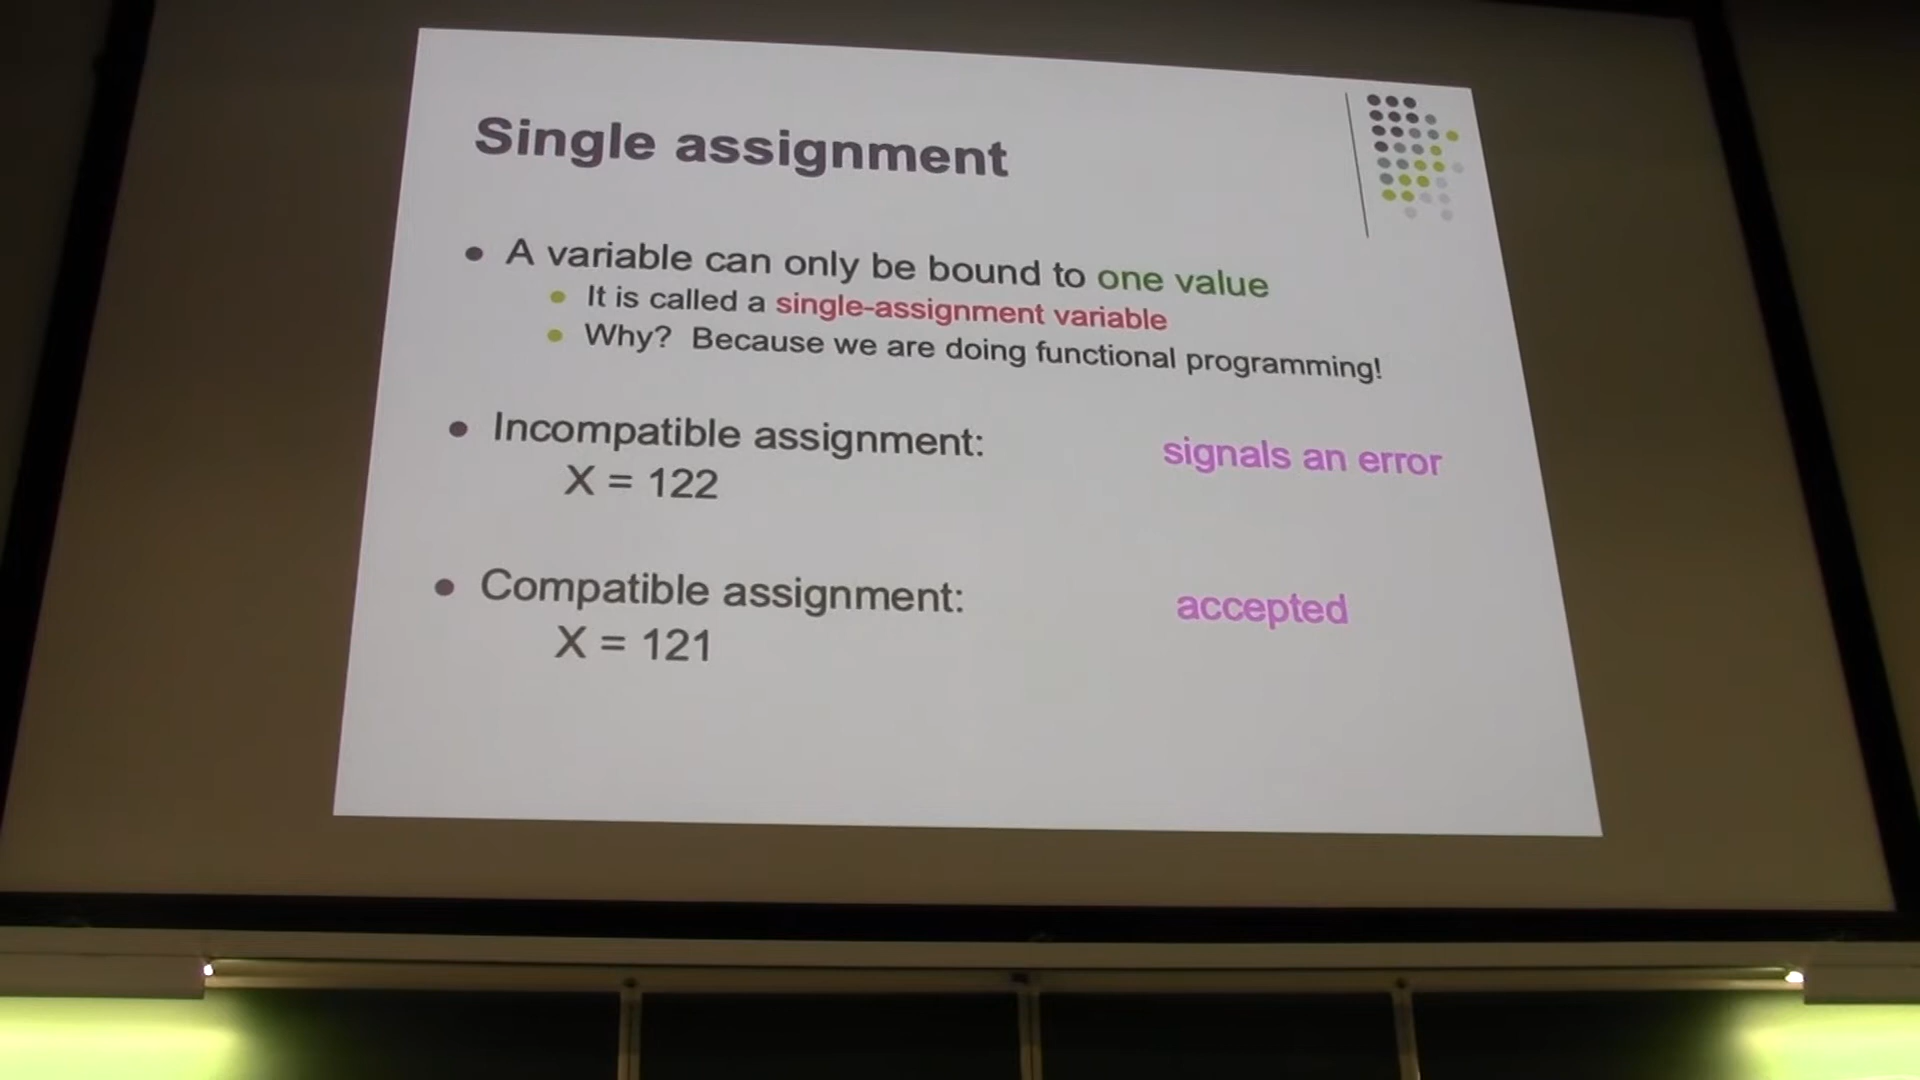 Single assignment
A variable can only be bound to one value
It is called a single-assignment variable
Why? Because we are doing functional programming!
Incompatible assignment: signals an error
X = 122
Compatible assignment: accepted
X = 121